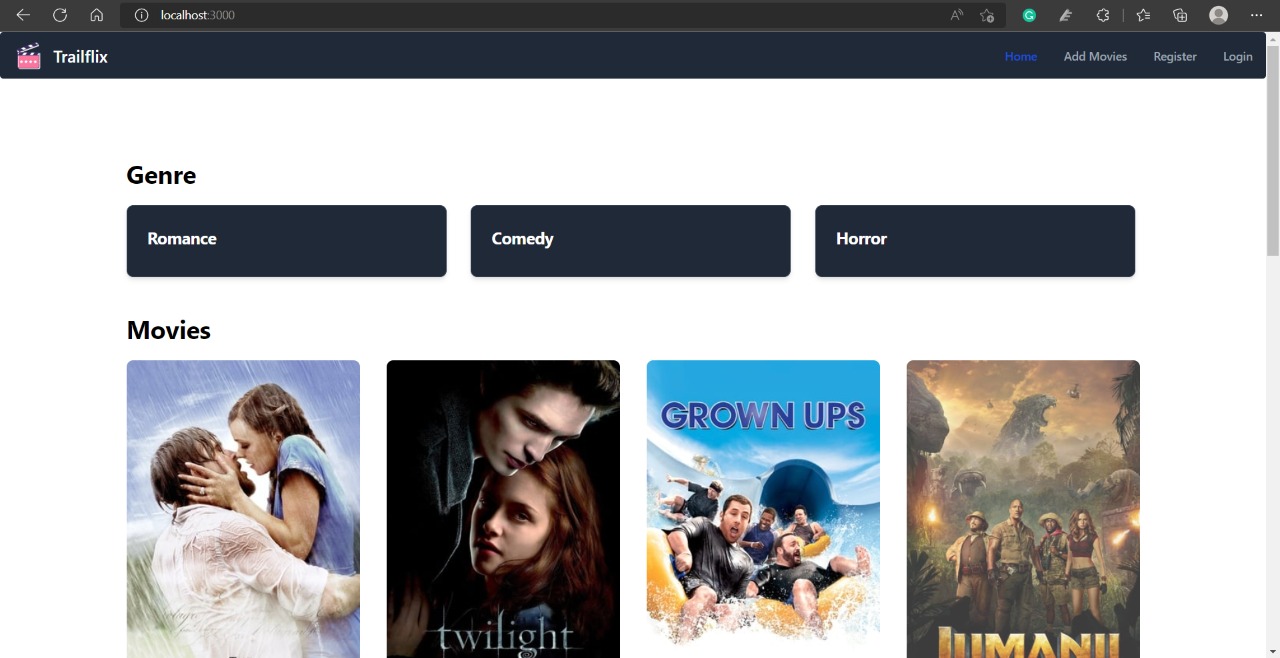 localhost:3000
Trailflix
Home Add Movies Register Login
Genre
Romance Comedy Horror
Movies
GROWN UPS
twilight
JUMANJI